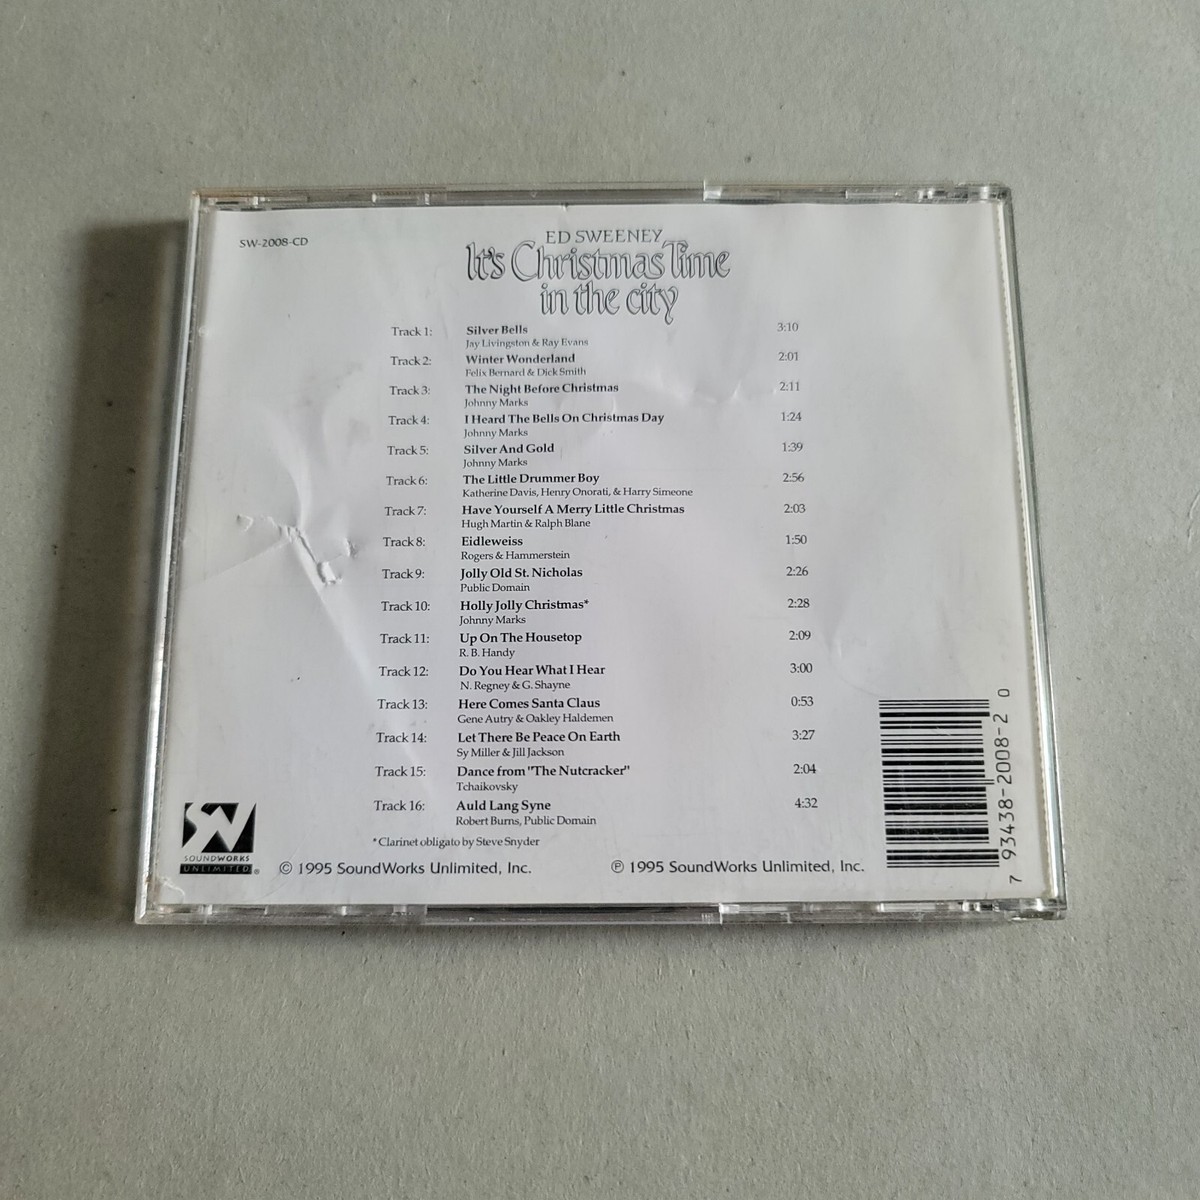 SW-2008-CD
ED SWEENEY
It's Christmas Time
in the city
Track 1: Silver Bells 3:10
Jay Livingston & Ray Evans
Track 2: Winter Wonderland 2:01
Felix Bernard & Dick Smith
Track 3: The Night Before Christmas 2:11
Johnny Marks
Track 4: I Heard The Bells On Christmas Day 1:24
Johnny Marks
Track 5: Silver And Gold 1:39
Johnny Marks
Track 6: The Little Drummer Boy 2:56
Katherine Davis, Henry Onorati, & Harry Simeone
Track 7: Have Yourself A Merry Little Christmas 2:03
Hugh Martin & Ralph Blane
Track 8: Eidleweiss 1:50
Rogers & Hammerstein
Track 9: Jolly Old St. Nicholas 2:26
Public Domain
Track 10: Holly Jolly Christmas* 2:28
Johnny Marks
Track 11: Up On The Housetop 2:09
R. B. Handy
Track 12: Do You Hear What I Hear 3:00
N. Regney & G. Shayne
Track 13: Here Comes Santa Claus 0:53
Gene Autry & Oakley Haldemen
Track 14: Let There Be Peace On Earth 3:27
Sy Miller & Jill Jackson
Track 15: Dance from "The Nutcracker" 2:04
Tchaikovsky
Track 16: Auld Lang Syne 4:32
Robert Burns, Public Domain
*Clarinet obligato by Steve Snyder
SW
SOUNDWORKS
UNLIMITED®
© 1995 SoundWorks Unlimited, Inc. ℗ 1995 SoundWorks Unlimited, Inc.
7 93438-2008-2 0